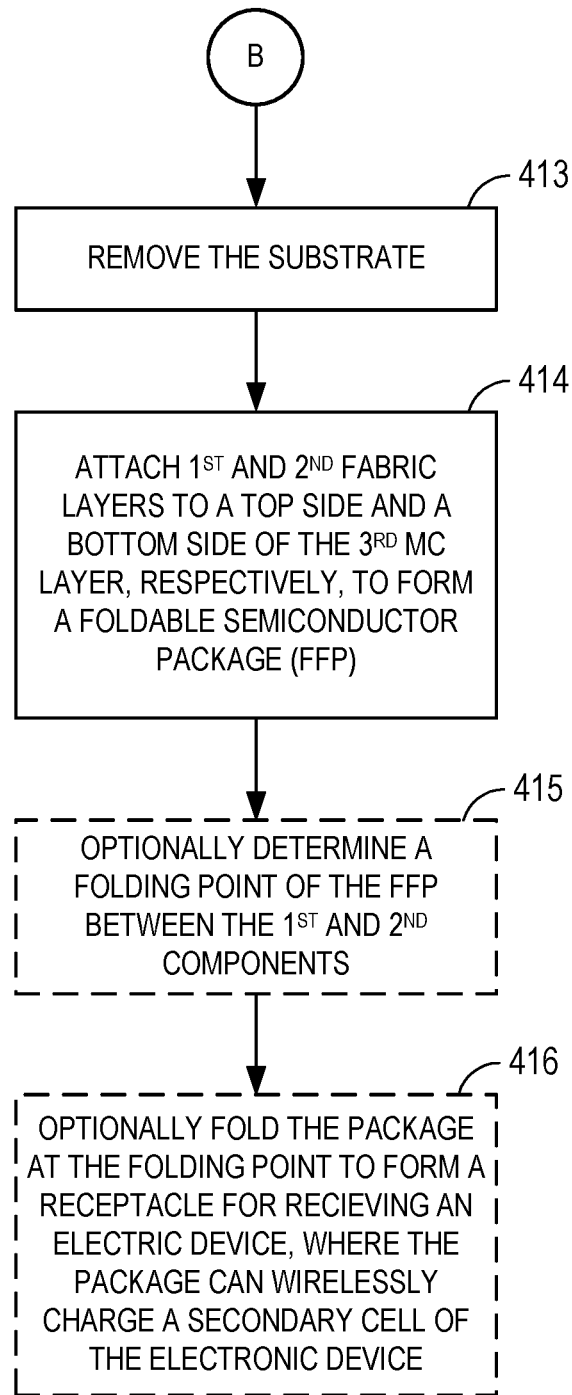 B
413
REMOVE THE SUBSTRATE
414
ATTACH 1ST AND 2ND FABRIC
LAYERS TO A TOP SIDE AND A
BOTTOM SIDE OF THE 3RD MC
LAYER, RESPECTIVELY, TO FORM
A FOLDABLE SEMICONDUCTOR
PACKAGE (FFP)
415
OPTIONALLY DETERMINE A
FOLDING POINT OF THE FFP
BETWEEN THE 1ST AND 2ND
COMPONENTS
416
OPTIONALLY FOLD THE PACKAGE
AT THE FOLDING POINT TO FORM A
RECEPTACLE FOR RECIEVING AN
ELECTRIC DEVICE, WHERE THE
PACKAGE CAN WIRELESSLY
CHARGE A SECONDARY CELL OF
THE ELECTRONIC DEVICE